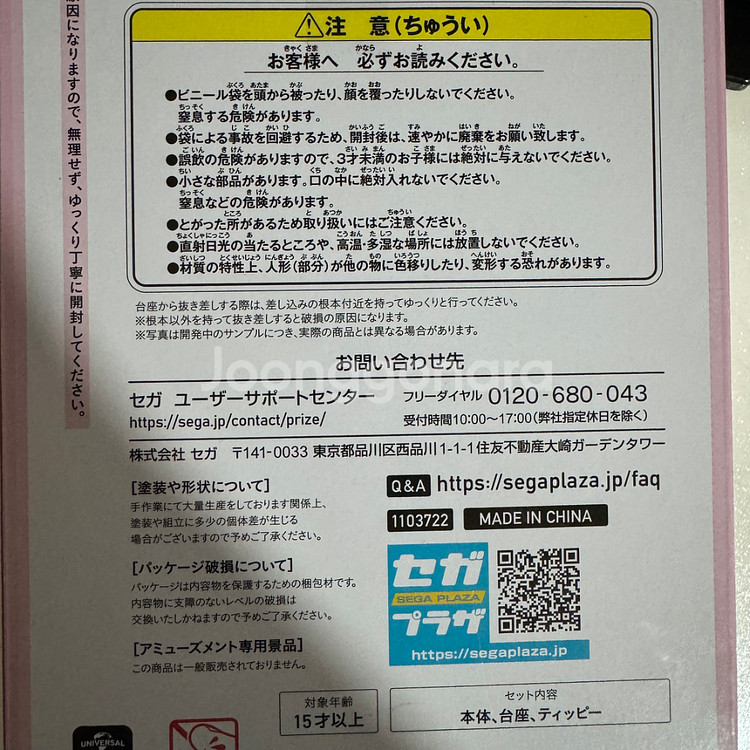 原因になりますので、無理せず、ゆっくり丁寧に開封してください。
⚠注 意(ちゅうい)
お客様へ 必ずお読みください。
●ビニール袋を頭から被ったり、顔を覆ったりしないでください。
窒息する危険があります。
●袋による事故を回避するため、開封後は、速やかに廃棄をお願い致します。
●誤飲の危険がありますので、3才未満のお子様には絶対に与えないでください。
●小さな部品があります。口の中に絶対入れないでください。
窒息などの危険があります。
●とがった所があるため取り扱いにはご注意ください。
●直射日光の当たるところや、高温・多湿な場所には放置しないでください。
●材質の特性上、人形(部分)が他の物に色移りしたり、変形する恐れがあります。
台座から抜き差しする際は、差し込みの根本付近を持ってゆっくりと行ってください。
※根本以外を持って抜き差しすると破損の原因になります。
※写真は開発中のサンプルにつき、実際の商品とは異なる場合があります。
お問い合わせ先
Joonggonara
セガ ユーザーサポートセンター
https://sega.jp/contact/prize/
フリーダイヤル 0120-680-043
受付時間10:00~17:00(弊社指定休日を除く)
株式会社 セガ 〒141-0033 東京都品川区西品川1-1-1住友不動産大崎ガーデンタワー
[塗装や形状について]
手作業にて大量生産をしております関係上、
塗装や組立に多少の個体差が生じる
場合がございますので予めご了承ください。
[パッケージ破損について]
パッケージは内容物を保護するための梱包材です。
内容物に支障のないレベルの破損は
交換いたしかねますので予めご了承ください。
[アミューズメント専用景品]
この商品は一般販売されておりません。
Q&A https://segaplaza.jp/faq
1103722 MADE IN CHINA
セガ
SEGA PLAZA
プラザ
https://segaplaza.jp
対象年齢
15才以上
セット内容
本体、台座、ティッピー
UNIVERSAL